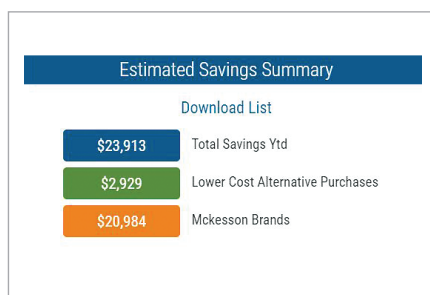 Estimated Savings Summary
Download List
$23,913 Total Savings Ytd
$2,929 Lower Cost Alternative Purchases
$20,984 Mckesson Brands